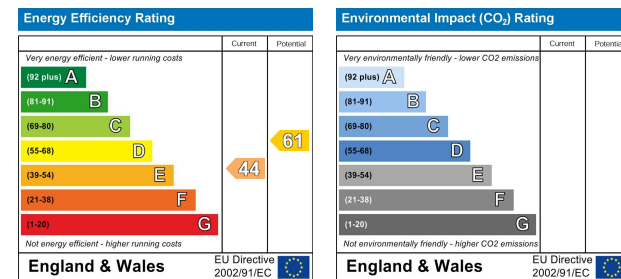 Energy Efficiency Rating
Current Potential
Very energy efficient - lower running costs
(92 plus) A
(81-91) B
(69-80) C
(55-68) D
(39-54) E
(21-38) F
(1-20) G
44
61
Not energy efficient - higher running costs
England & Wales
EU Directive
2002/91/EC
Environmental Impact (CO₂) Rating
Current Potential
Very environmentally friendly - lower CO2 emissions
(92 plus) A
(81-91) B
(69-80) C
(55-68) D
(39-54) E
(21-38) F
(1-20) G
Not environmentally friendly - higher CO2 emissions
England & Wales
EU Directive
2002/91/EC